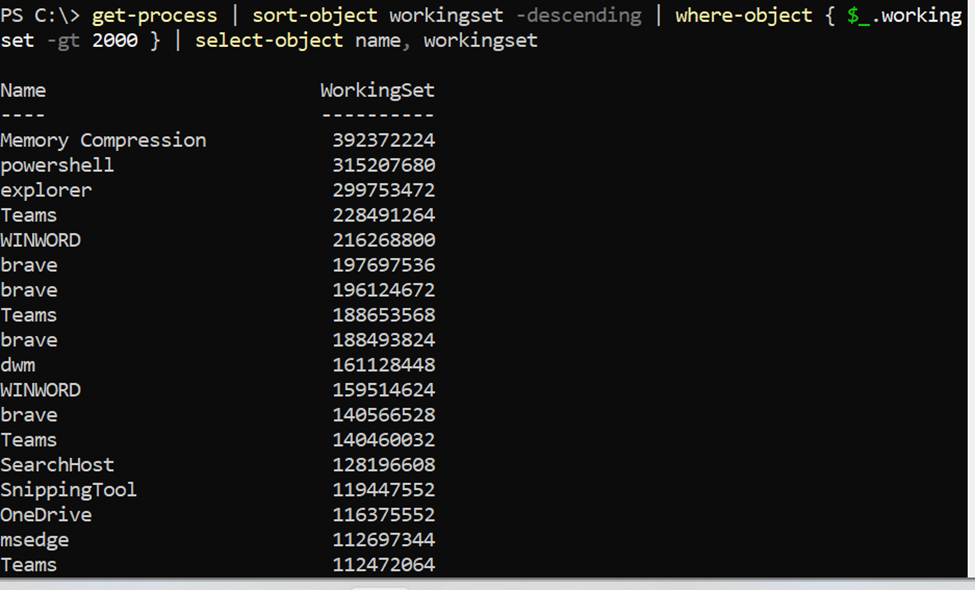 PS C:\> get-process | sort-object workingset -descending | where-object { $_.working
set -gt 2000 } | select-object name, workingset
Name WorkingSet
---- ----------
Memory Compression 392372224
powershell 315207680
explorer 299753472
Teams 228491264
WINWORD 216268800
brave 197697536
brave 196124672
Teams 188653568
brave 188493824
dwm 161128448
WINWORD 159514624
brave 140566528
Teams 140460032
SearchHost 128196608
SnippingTool 119447552
OneDrive 116375552
msedge 112697344
Teams 112472064